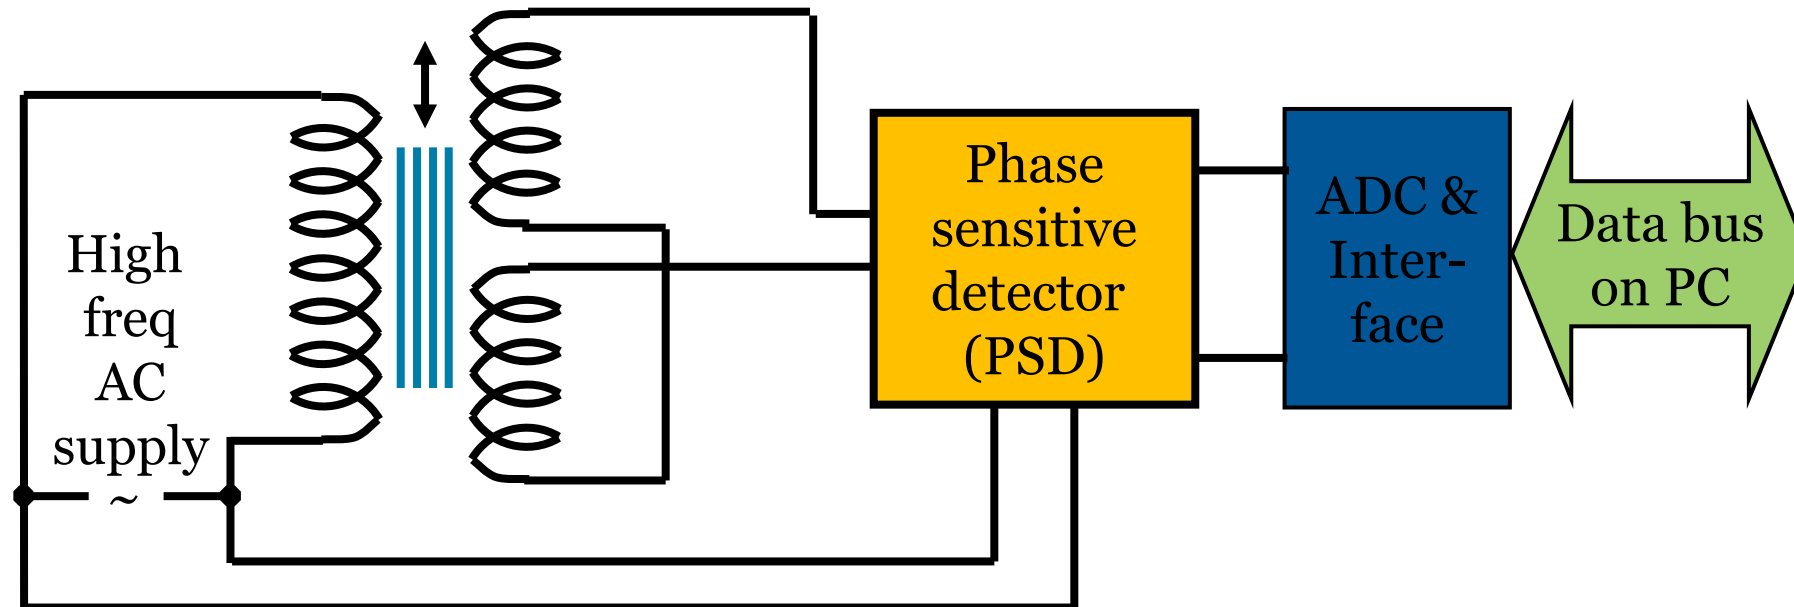 High
freq
AC
supply
~
Phase
sensitive
detector
(PSD)
ADC &
Inter-
face
Data bus
on PC